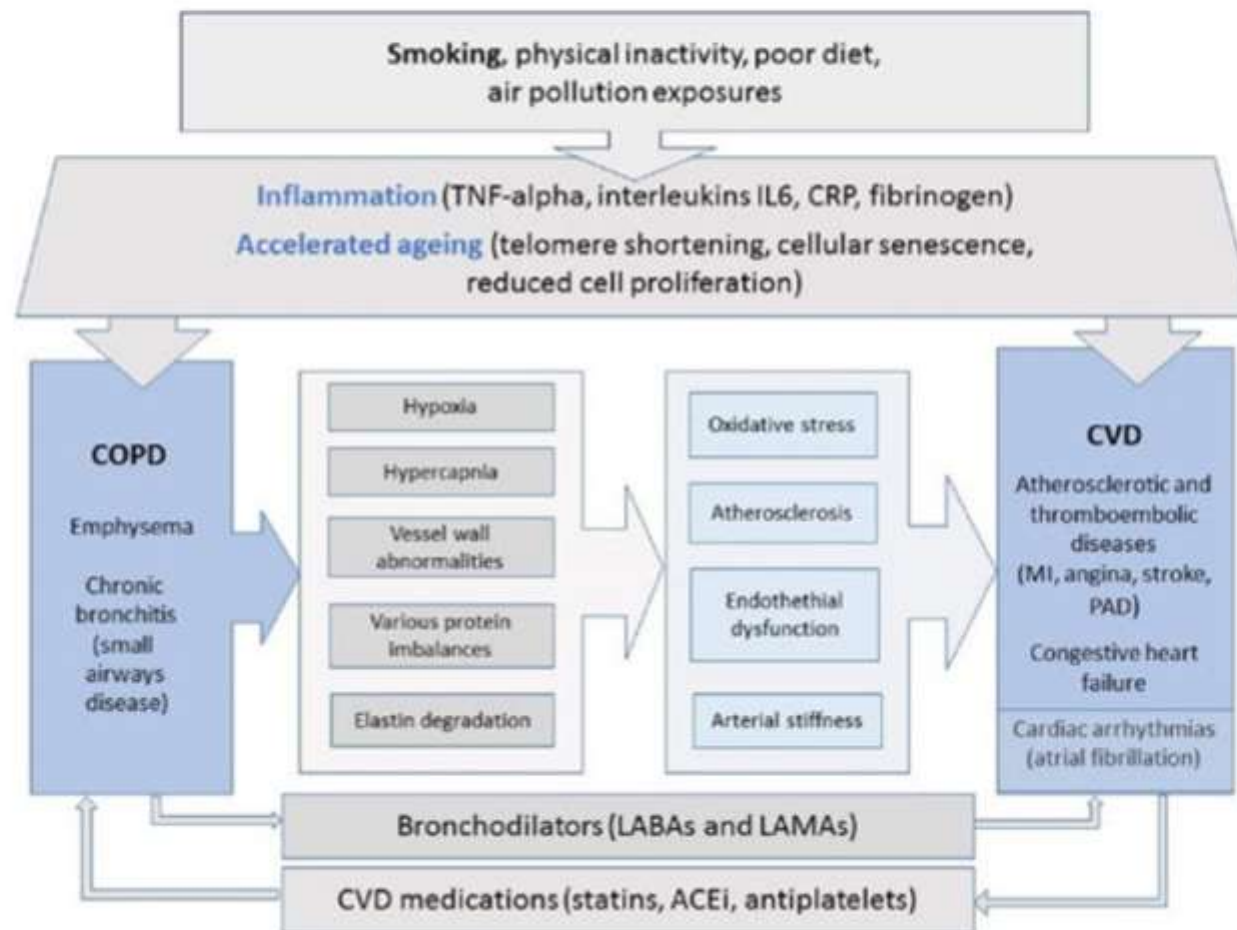 Smoking, physical inactivity, poor diet,
air pollution exposures
Inflammation (TNF-alpha, interleukins IL6, CRP, fibrinogen)
Accelerated ageing (telomere shortening, cellular senescence,
reduced cell proliferation)
COPD
Emphysema
Chronic
bronchitis
(small
airways
disease)
Hypoxia
Hypercapnia
Vessel wall
abnormalities
Various protein
imbalances
Elastin degradation
Oxidative stress
Atherosclerosis
Endothethial
dysfunction
Arterial stiffness
CVD
Atherosclerotic and
thromboembolic
diseases
(MI, angina, stroke,
PAD)
Congestive heart
failure
Cardiac arrhythmias
(atrial fibrillation)
Bronchodilators (LABAs and LAMAs)
CVD medications (statins, ACEi, antiplatelets)